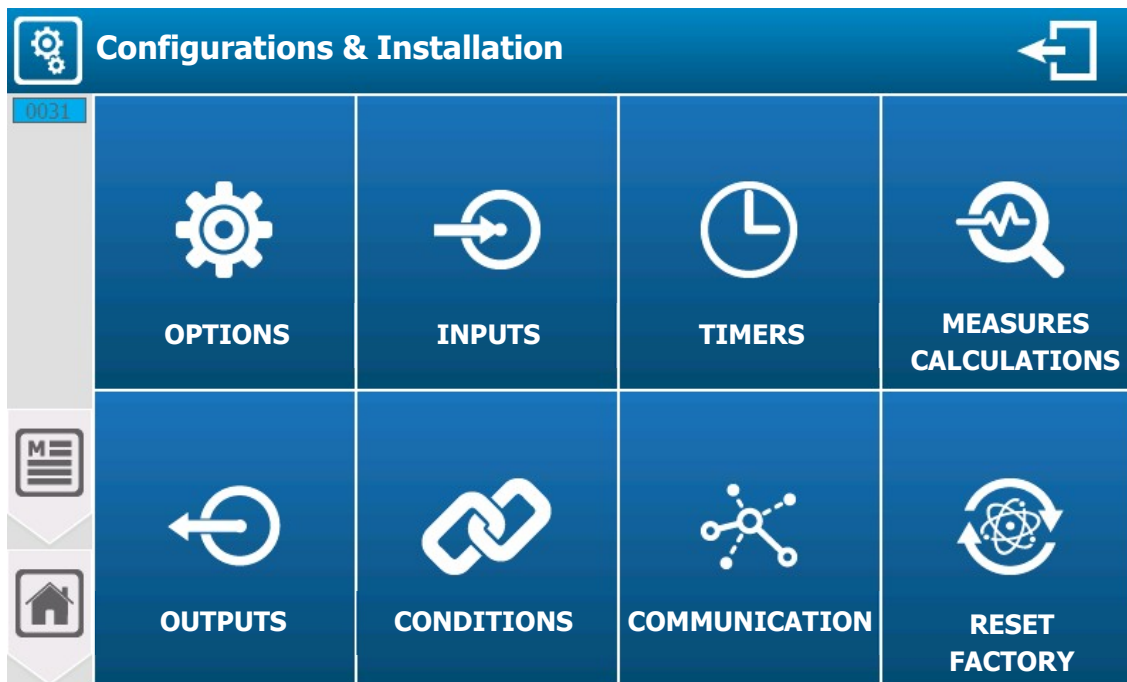 Configurations & Installation
0031
OPTIONS
INPUTS
TIMERS
MEASURES
CALCULATIONS
M
OUTPUTS
CONDITIONS
COMMUNICATION
RESET
FACTORY